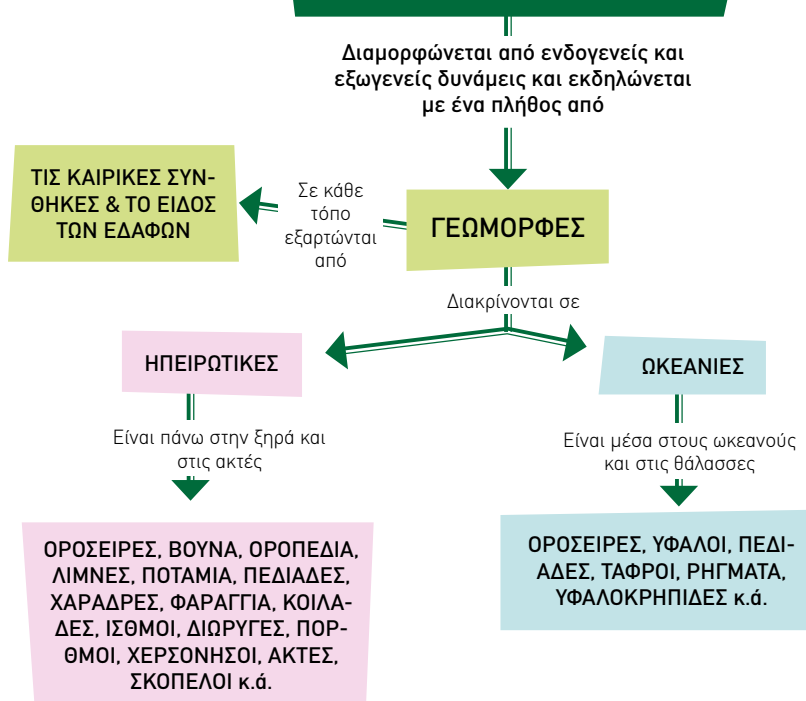 Διαμορφώνεται από ενδογενείς και
εξωγενείς δυνάμεις και εκδηλώνεται
με ένα πλήθος από
ΤΙΣ ΚΑΙΡΙΚΕΣ ΣΥΝ-
ΘΗΚΕΣ & ΤΟ ΕΙΔΟΣ
ΤΩΝ ΕΔΑΦΩΝ
Σε κάθε
τόπο
εξαρτώνται
από
ΓΕΩΜΟΡΦΕΣ
Διακρίνονται σε
ΗΠΕΙΡΩΤΙΚΕΣ
ΩΚΕΑΝΙΕΣ
Είναι πάνω στην ξηρά και
στις ακτές
Είναι μέσα στους ωκεανούς
και στις θάλασσες
ΟΡΟΣΕΙΡΕΣ, ΒΟΥΝΑ, ΟΡΟΠΕΔΙΑ,
ΛΙΜΝΕΣ, ΠΟΤΑΜΙΑ, ΠΕΔΙΑΔΕΣ,
ΧΑΡΑΔΡΕΣ, ΦΑΡΑΓΓΙΑ, ΚΟΙΛΑ-
ΔΕΣ, ΙΣΘΜΟΙ, ΔΙΩΡΥΓΕΣ, ΠΟΡ-
ΘΜΟΙ, ΧΕΡΣΟΝΗΣΟΙ, ΑΚΤΕΣ,
ΣΚΟΠΕΛΟΙ κ.ά.
ΟΡΟΣΕΙΡΕΣ, ΥΦΑΛΟΙ, ΠΕΔΙ-
ΑΔΕΣ, ΤΑΦΡΟΙ, ΡΗΓΜΑΤΑ,
ΥΦΑΛΟΚΡΗΠΙΔΕΣ κ.ά.